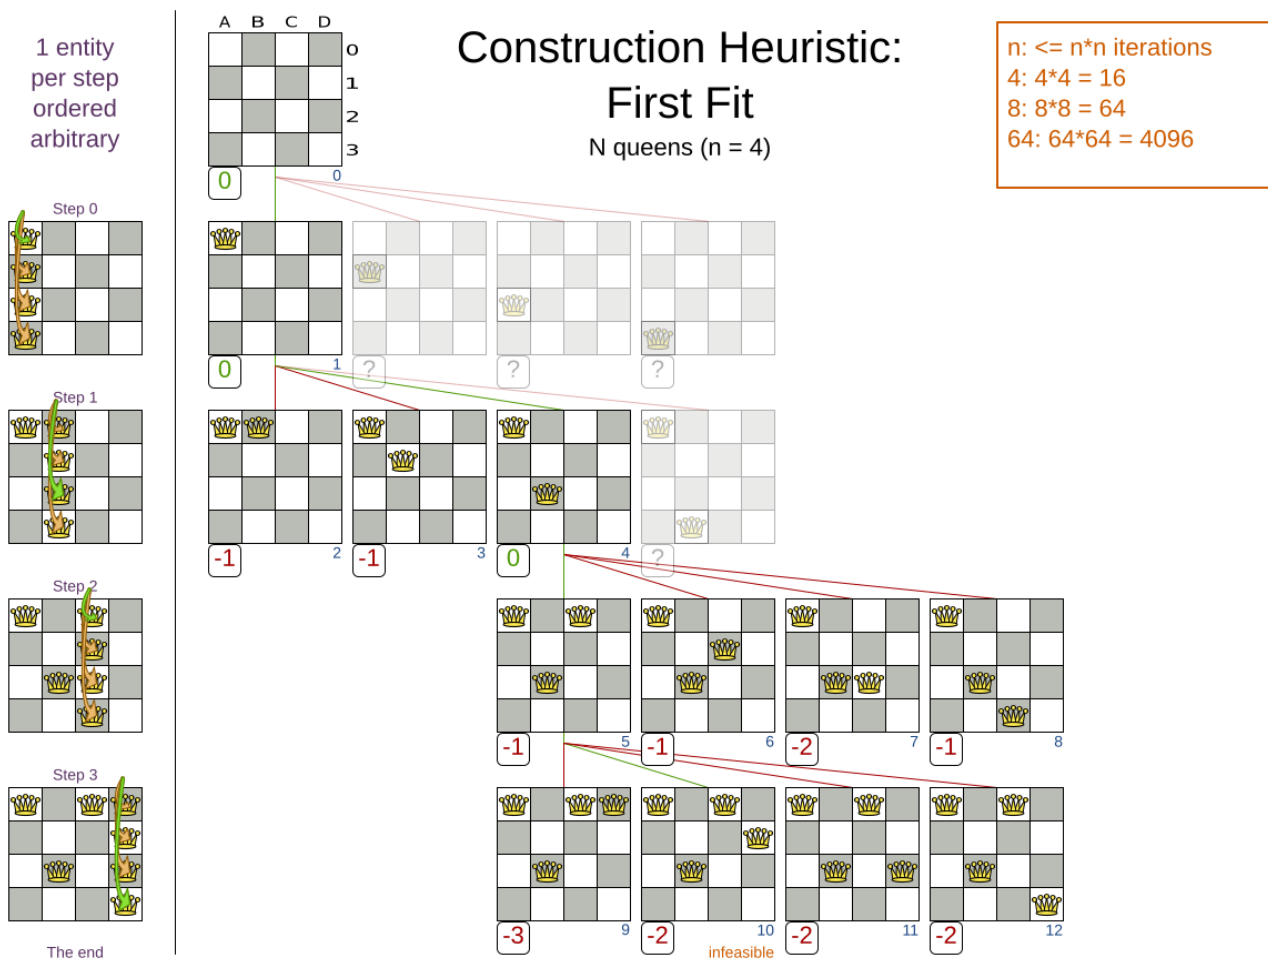 1 entity
per step
ordered
arbitrary
A B C D
0
1
2
3
Construction Heuristic:
First Fit
N queens (n = 4)
n: <= n*n iterations
4: 4*4 = 16
8: 8*8 = 64
64: 64*64 = 4096
0 0
Step 0
0 1 ? ? ?
Step 1
-1 2 -1 3 0 4 ?
Step 2
-1 5 -1 6 -2 7 -1 8
Step 3
-3 9 -2 10 -2 11 -2 12
The end
infeasible